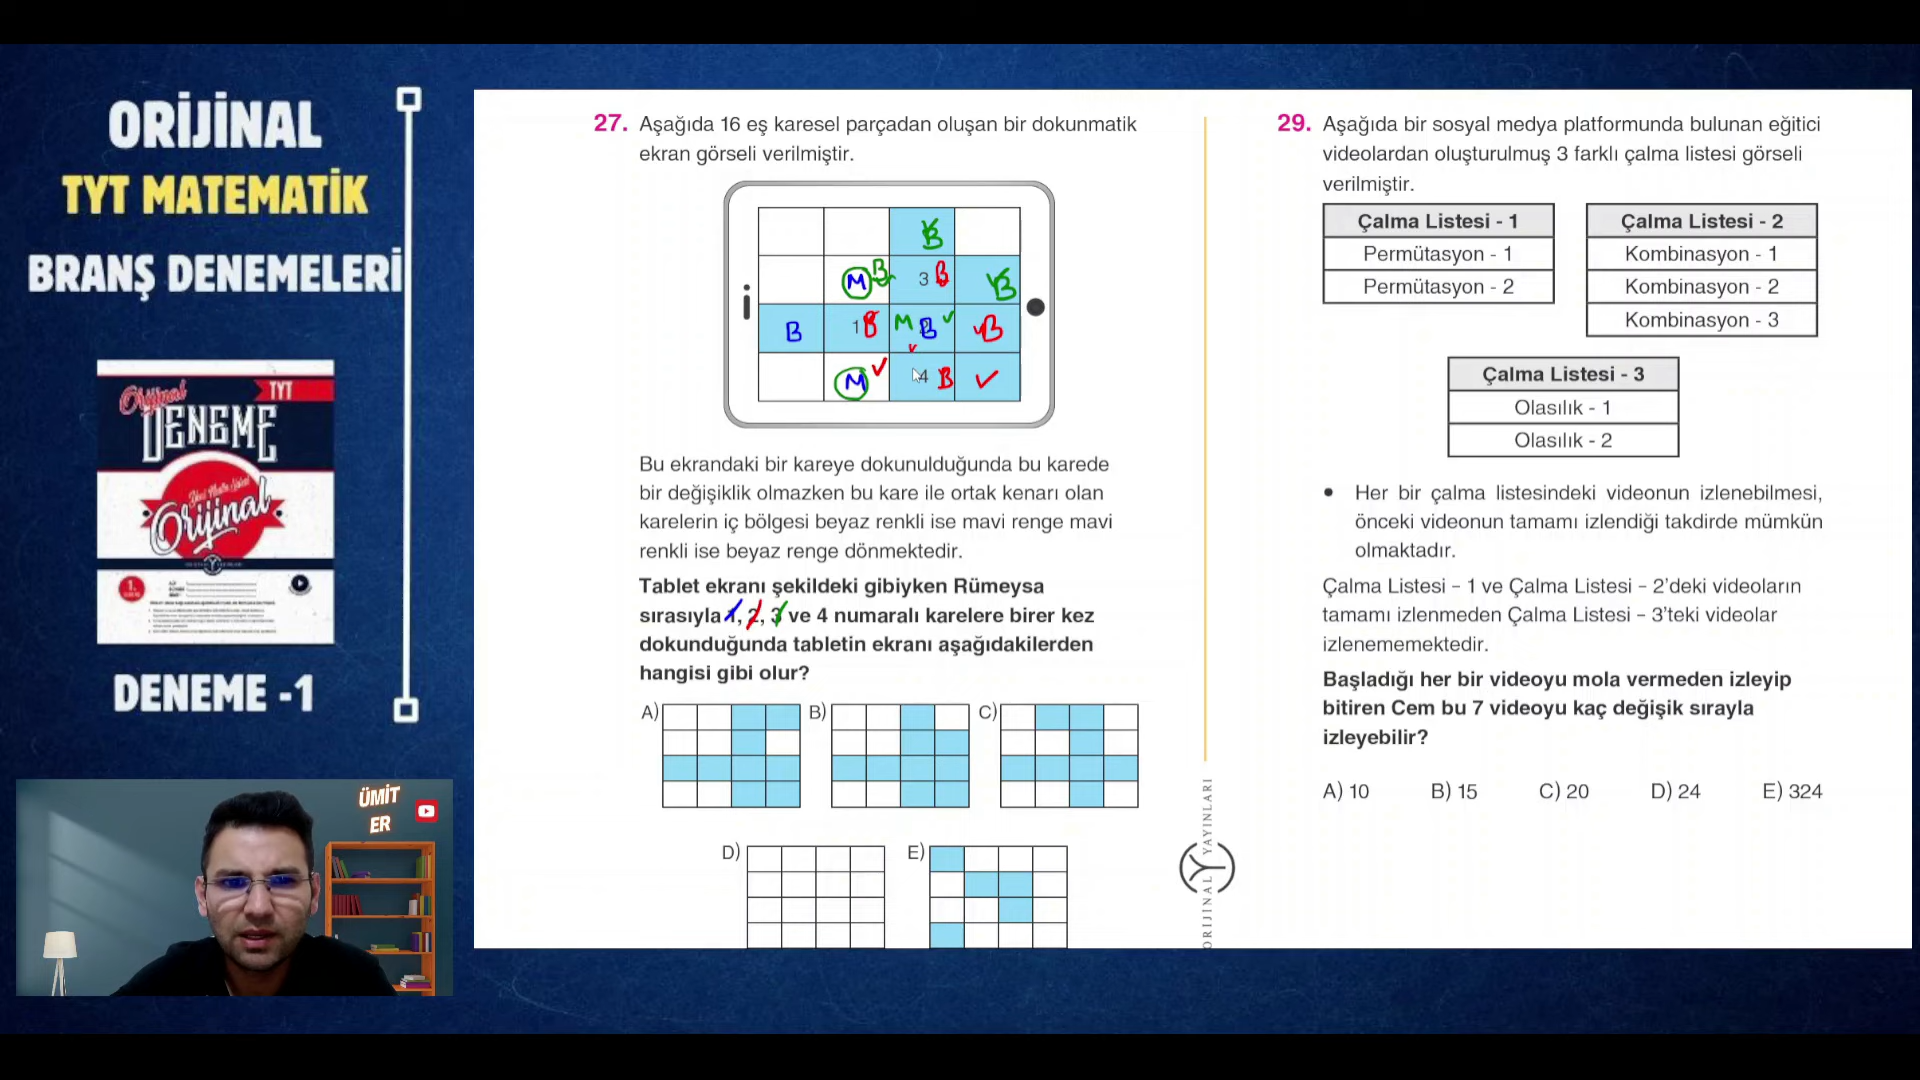 ORİJİNAL
TYT MATEMATİK
BRANŞ DENEMELERİ
Orijinal
TYT
DENEME
Orijinal
DENEME -1
ÜMİT
ER
27. Aşağıda 16 eş karesel parçadan oluşan bir dokunmatik
ekran görseli verilmiştir.
B
M B 3 B B
B 1 B M B B
M 4 B
Bu ekrandaki bir kareye dokunulduğunda bu karede
bir değişiklik olmazken bu kare ile ortak kenarı olan
karelerin iç bölgesi beyaz renkli ise mavi renge mavi
renkli ise beyaz renge dönmektedir.
Tablet ekranı şekildeki gibiyken Rümeysa
sırasıyla 1, 2, 3 ve 4 numaralı karelere birer kez
dokunduğunda tabletin ekranı aşağıdakilerden
hangisi gibi olur?
A) B) C)
D) E)
ORİJİNAL YAYINLARI
29. Aşağıda bir sosyal medya platformunda bulunan eğitici
videolardan oluşturulmuş 3 farklı çalma listesi görseli
verilmiştir.
Çalma Listesi - 1
Permütasyon - 1
Permütasyon - 2
Çalma Listesi - 2
Kombinasyon - 1
Kombinasyon - 2
Kombinasyon - 3
Çalma Listesi - 3
Olasılık - 1
Olasılık - 2
• Her bir çalma listesindeki videonun izlenebilmesi,
önceki videonun tamamı izlendiği takdirde mümkün
olmaktadır.
Çalma Listesi – 1 ve Çalma Listesi – 2’deki videoların
tamamı izlenmeden Çalma Listesi – 3’teki videolar
izlenememektedir.
Başladığı her bir videoyu mola vermeden izleyip
bitiren Cem bu 7 videoyu kaç değişik sırayla
izleyebilir?
A) 10 B) 15 C) 20 D) 24 E) 324